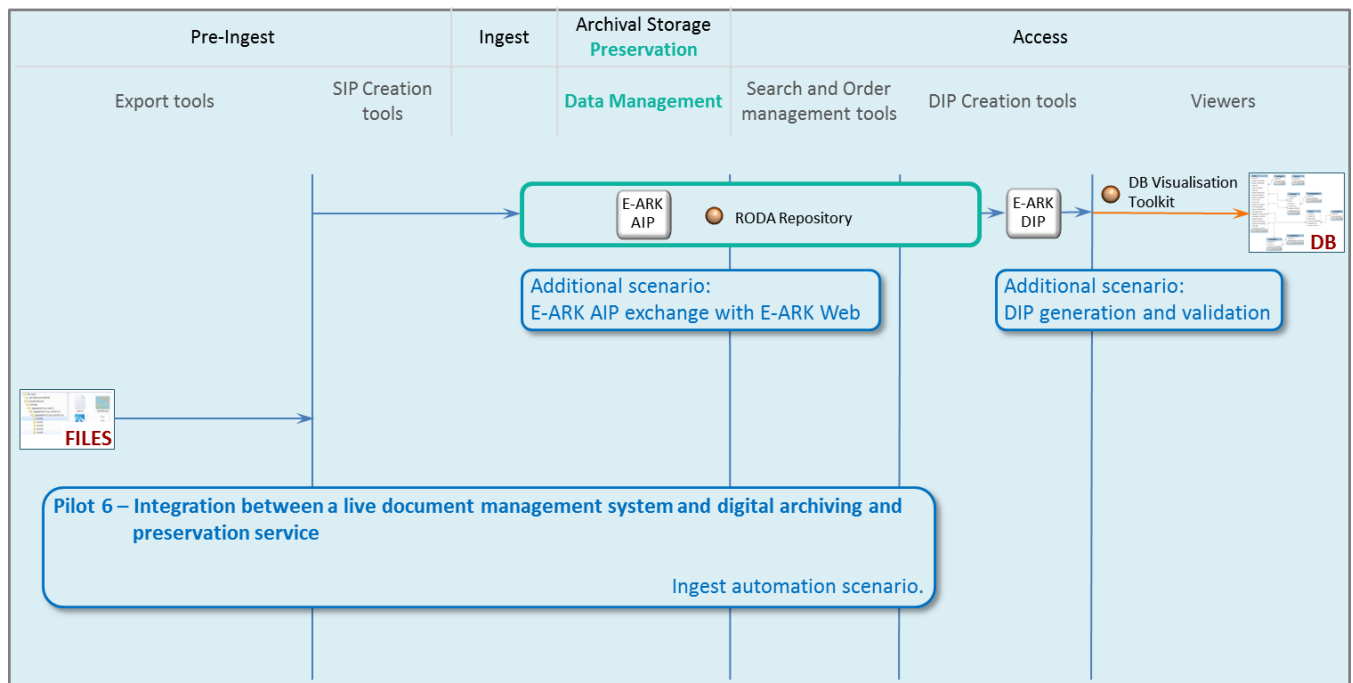 Pre-Ingest
Ingest
Archival Storage
Preservation
Access
Export tools
SIP Creation
tools
Data Management
Search and Order
management tools
DIP Creation tools
Viewers
E-ARK
AIP
RODA Repository
E-ARK
DIP
DB Visualisation
Toolkit
DB
Additional scenario:
E-ARK AIP exchange with E-ARK Web
Additional scenario:
DIP generation and validation
FILES
Pilot 6 – Integration between a live document management system and digital archiving and
preservation service
Ingest automation scenario.